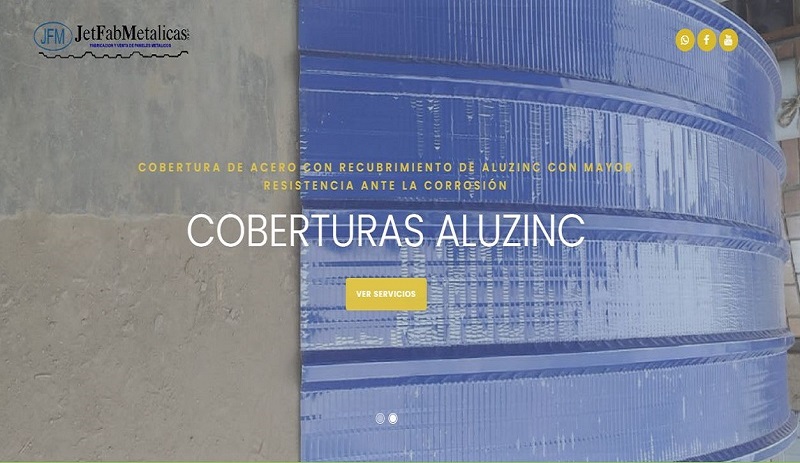 JFM
JetFabMetalicas
FABRICACION Y VENTA DE PANELES METALICOS
COBERTURA DE ACERO CON RECUBRIMIENTO DE ALUZINC CON MAYOR
RESISTENCIA ANTE LA CORROSIÓN
COBERTURAS ALUZINC
VER SERVICIOS